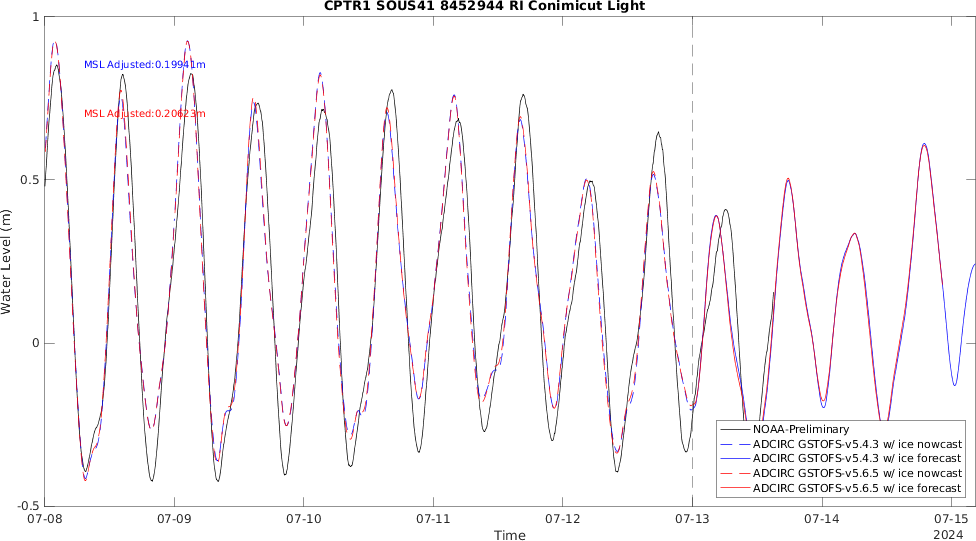 CPTR1 SOUS41 8452944 RI Conimicut Light
1
MSL Adjusted:0.19941m
MSL Adjusted:0.20623m
0.5
Water Level (m)
0
-0.5
NOAA-Preliminary
ADCIRC GSTOFS-v5.4.3 w/ ice nowcast
ADCIRC GSTOFS-v5.4.3 w/ ice forecast
ADCIRC GSTOFS-v5.6.5 w/ ice nowcast
ADCIRC GSTOFS-v5.6.5 w/ ice forecast
07-08 07-09 07-10 07-11 07-12 07-13 07-14 07-15
Time 2024